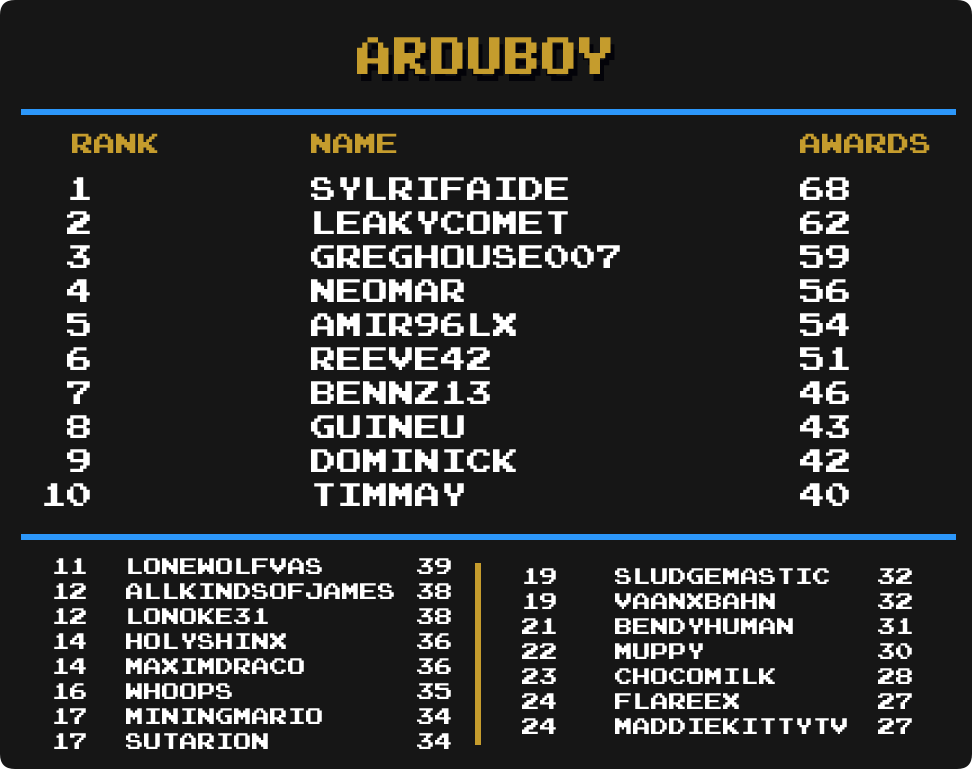 ARDUBOY
RANK NAME AWARDS
1 SYLRIFAIDE 68
2 LEAKYCOMET 62
3 GREGHOUSE007 59
4 NEOMAR 56
5 AMIR96LX 54
6 REEVE42 51
7 BENNZ13 46
8 GUINEU 43
9 DOMINICK 42
10 TIMMAY 40
11 LONEWOLFVAS 39
12 ALLKINDSOFJAMES 38
12 LONOKE31 38
14 HOLYSHINX 36
14 MAXIMDRACO 36
16 WHOOPS 35
17 MININGMARIO 34
17 SUTARION 34
19 SLUDGEMASTIC 32
19 VAANXBAHN 32
21 BENDYHUMAN 31
22 MUPPY 30
23 CHOCOMILK 28
24 FLAREEX 27
24 MADDIEKITTYTV 27